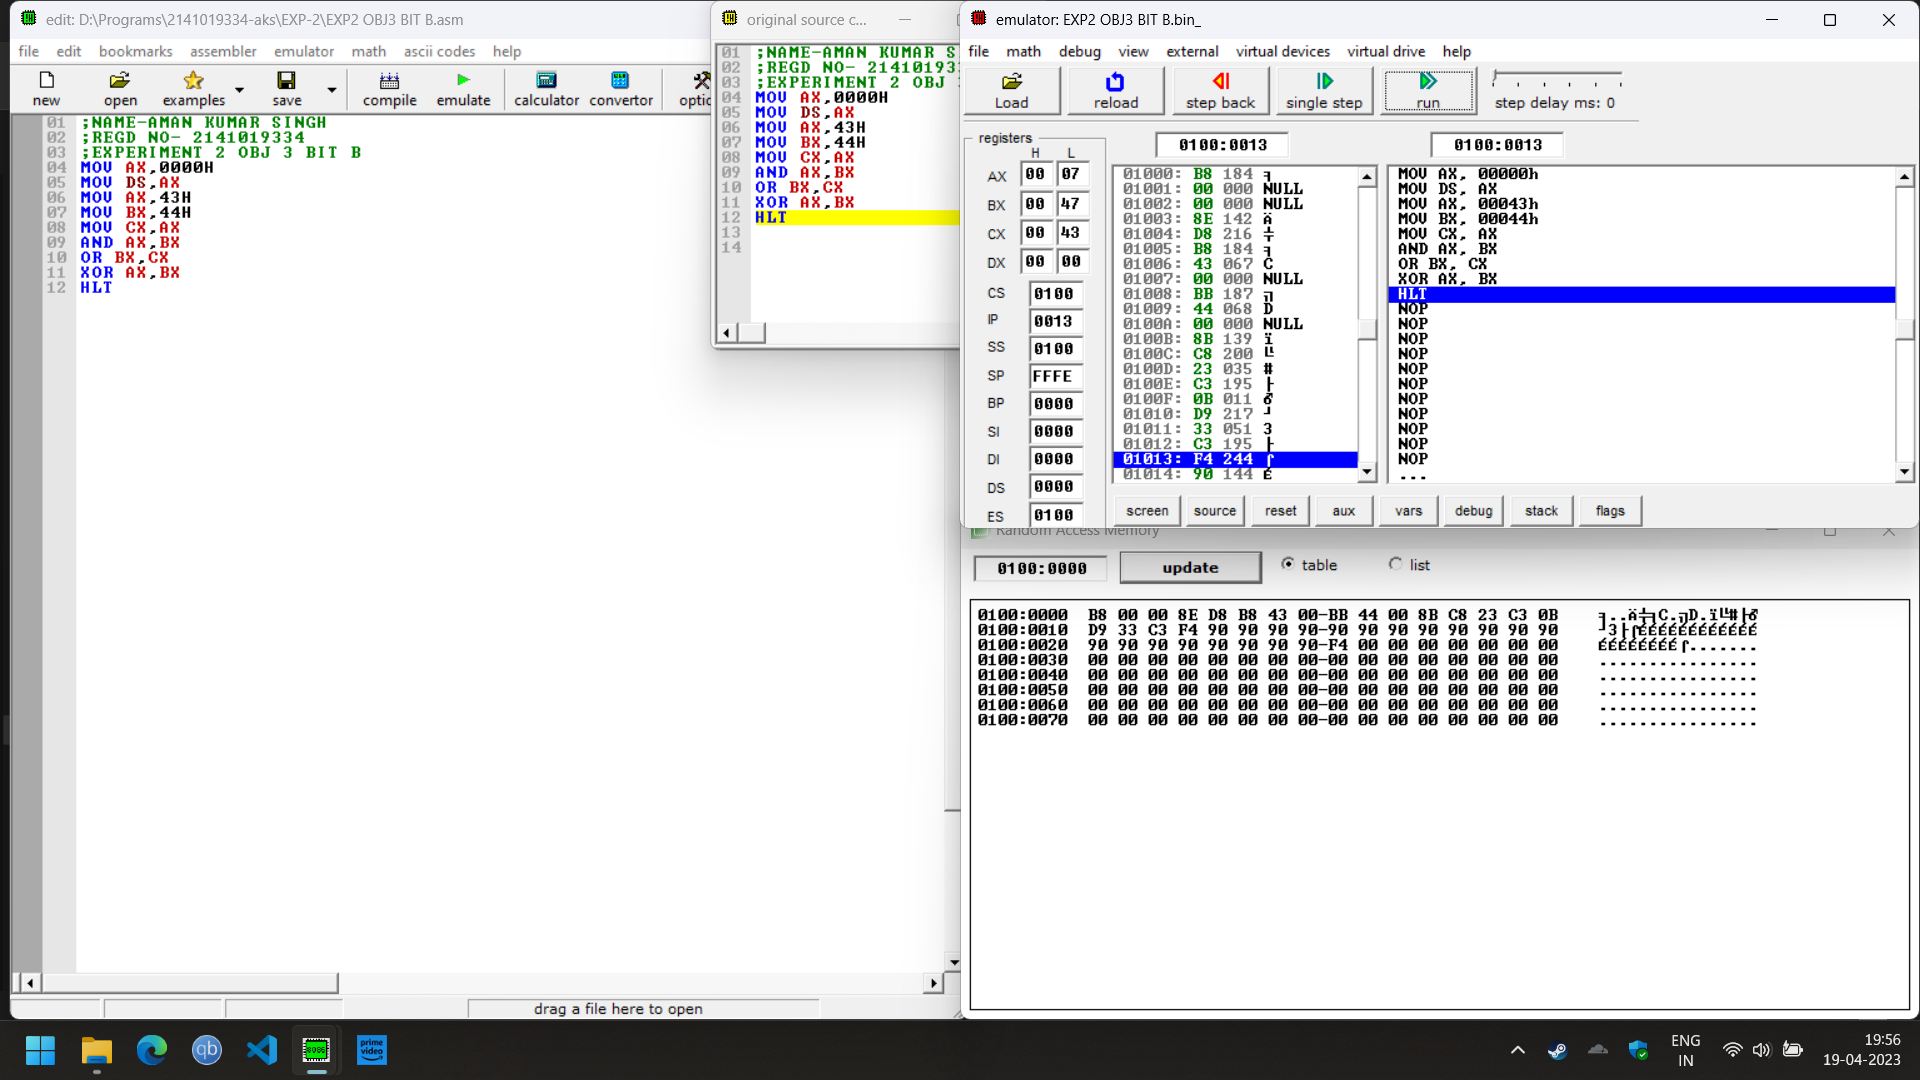 edit: D:\Programs\2141019334-aks\EXP-2\EXP2 OBJ3 BIT B.asm
file edit bookmarks assembler emulator math ascii codes help
new open examples save compile emulate calculator convertor optic
01 ;NAME-AMAN KUMAR SINGH
02 ;REGD NO- 2141019334
03 ;EXPERIMENT 2 OBJ 3 BIT B
04 MOV AX,0000H
05 MOV DS,AX
06 MOV AX,43H
07 MOV BX,44H
08 MOV CX,AX
09 AND AX,BX
10 OR BX,CX
11 XOR AX,BX
12 HLT
drag a file here to open
original source c...
01 ;NAME-AMAN KUMAR S
02 ;REGD NO- 21410193
03 ;EXPERIMENT 2 OBJ
04 MOV AX,0000H
05 MOV DS,AX
06 MOV AX,43H
07 MOV BX,44H
08 MOV CX,AX
09 AND AX,BX
10 OR BX,CX
11 XOR AX,BX
12 HLT
13
14
emulator: EXP2 OBJ3 BIT B.bin_
file math debug view external virtual devices virtual drive help
Load reload step back single step run step delay ms: 0
registers 0100:0013 0100:0013
H L
AX 00 07
BX 00 47
CX 00 43
DX 00 00
CS 0100
IP 0013
SS 0100
SP FFFE
BP 0000
SI 0000
DI 0000
DS 0000
ES 0100
01000: B8 184 ╕
01001: 00 000 NULL
01002: 00 000 NULL
01003: 8E 142 Ä
01004: D8 216 ╪
01005: B8 184 ╕
01006: 43 067 C
01007: 00 000 NULL
01008: BB 187 ╗
01009: 44 068 D
0100A: 00 000 NULL
0100B: 8B 139 ï
0100C: C8 200 ╚
0100D: 23 035 #
0100E: C3 195 ├
0100F: 0B 011 ♂
01010: D9 217 ┘
01011: 33 051 3
01012: C3 195 ├
01013: F4 244 ⌠
01014: 90 144 É
MOV AX, 00000h
MOV DS, AX
MOV AX, 00043h
MOV BX, 00044h
MOV CX, AX
AND AX, BX
OR BX, CX
XOR AX, BX
HLT
NOP
NOP
NOP
NOP
NOP
NOP
NOP
NOP
NOP
NOP
NOP
...
screen source reset aux vars debug stack flags
Random Access Memory
0100:0000 update table list
0100:0000 B8 00 00 8E D8 B8 43 00-BB 44 00 8B C8 23 C3 0B ╕..Ä╪╕C.╗D.ï╚#├♂
0100:0010 D9 33 C3 F4 90 90 90 90-90 90 90 90 90 90 90 90 ┘3├⌠ÉÉÉÉÉÉÉÉÉÉÉÉ
0100:0020 90 90 90 90 90 90 90 90-F4 00 00 00 00 00 00 00 ÉÉÉÉÉÉÉÉ⌠.......
0100:0030 00 00 00 00 00 00 00 00-00 00 00 00 00 00 00 00 ................
0100:0040 00 00 00 00 00 00 00 00-00 00 00 00 00 00 00 00 ................
0100:0050 00 00 00 00 00 00 00 00-00 00 00 00 00 00 00 00 ................
0100:0060 00 00 00 00 00 00 00 00-00 00 00 00 00 00 00 00 ................
0100:0070 00 00 00 00 00 00 00 00-00 00 00 00 00 00 00 00 ................
qb
8086
prime video
ENG
IN
19:56
19-04-2023